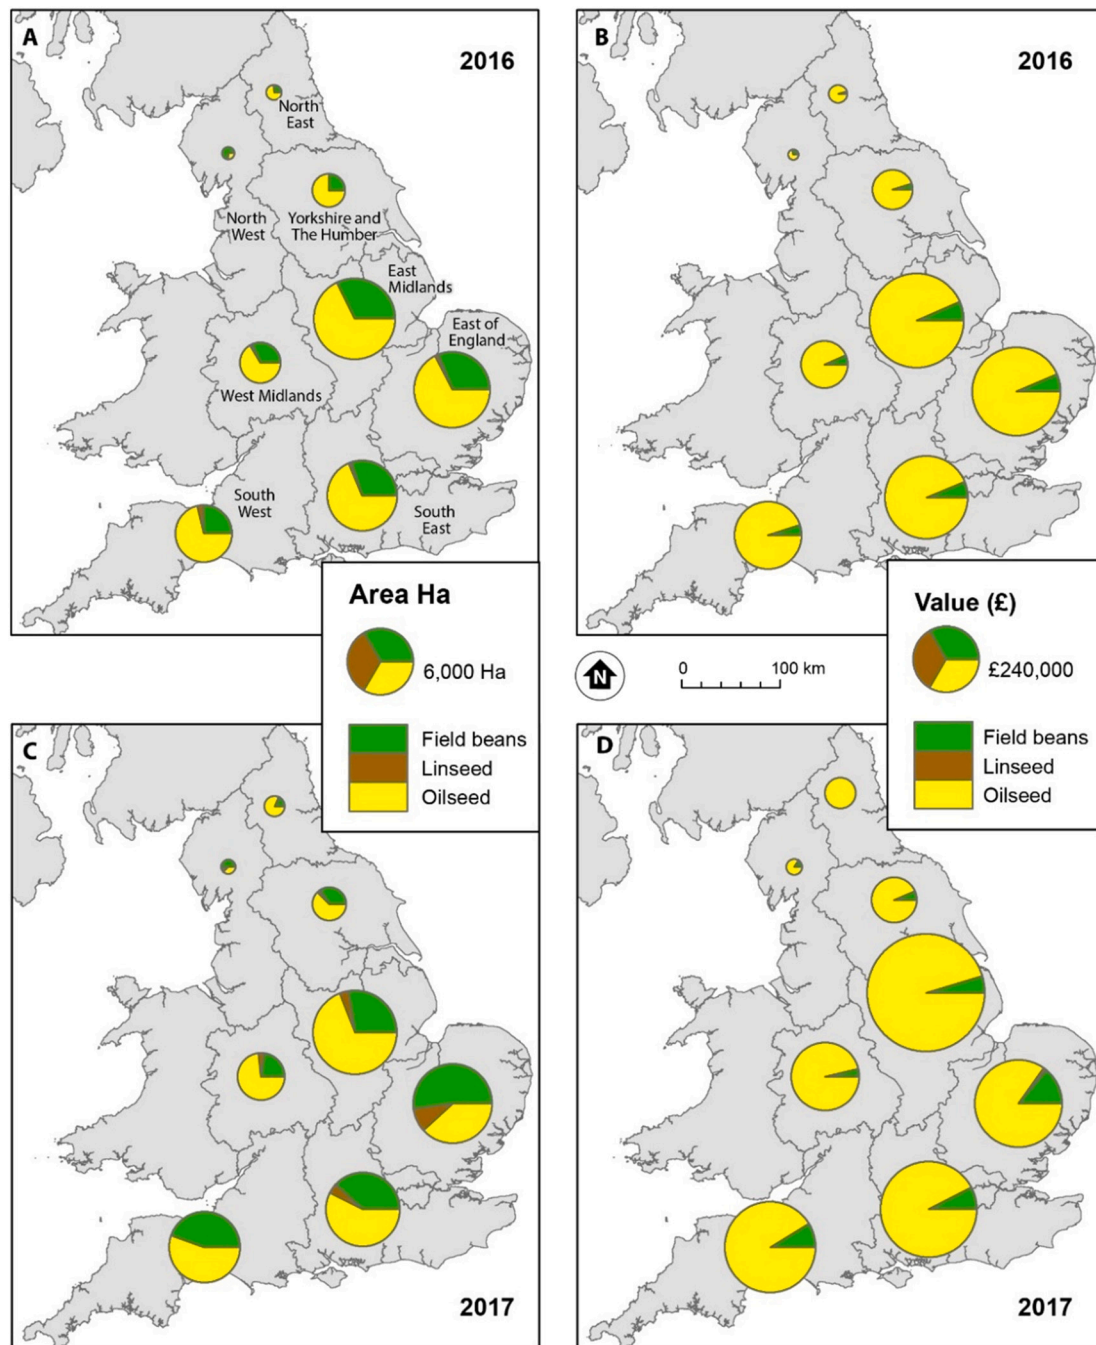 A
2016
North
East
North
West
Yorkshire and
The Humber
East
Midlands
East of
England
West Midlands
South
West
South
East
B
2016
Area Ha
6,000 Ha
Field beans
Linseed
Oilseed
N
0 100 km
Value (£)
£240,000
Field beans
Linseed
Oilseed
C
2017
D
2017